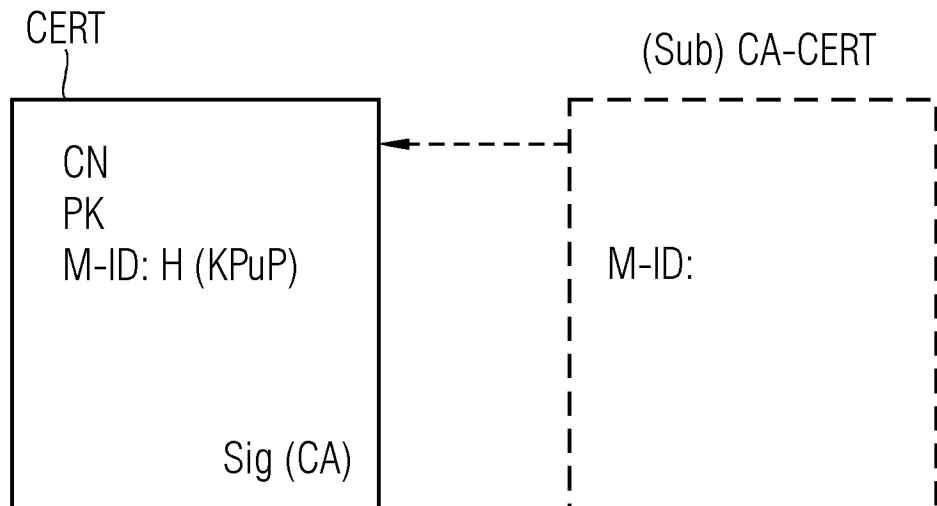 CERT
(Sub) CA-CERT
CN
PK
M-ID: H (KPuP)
M-ID:
Sig (CA)